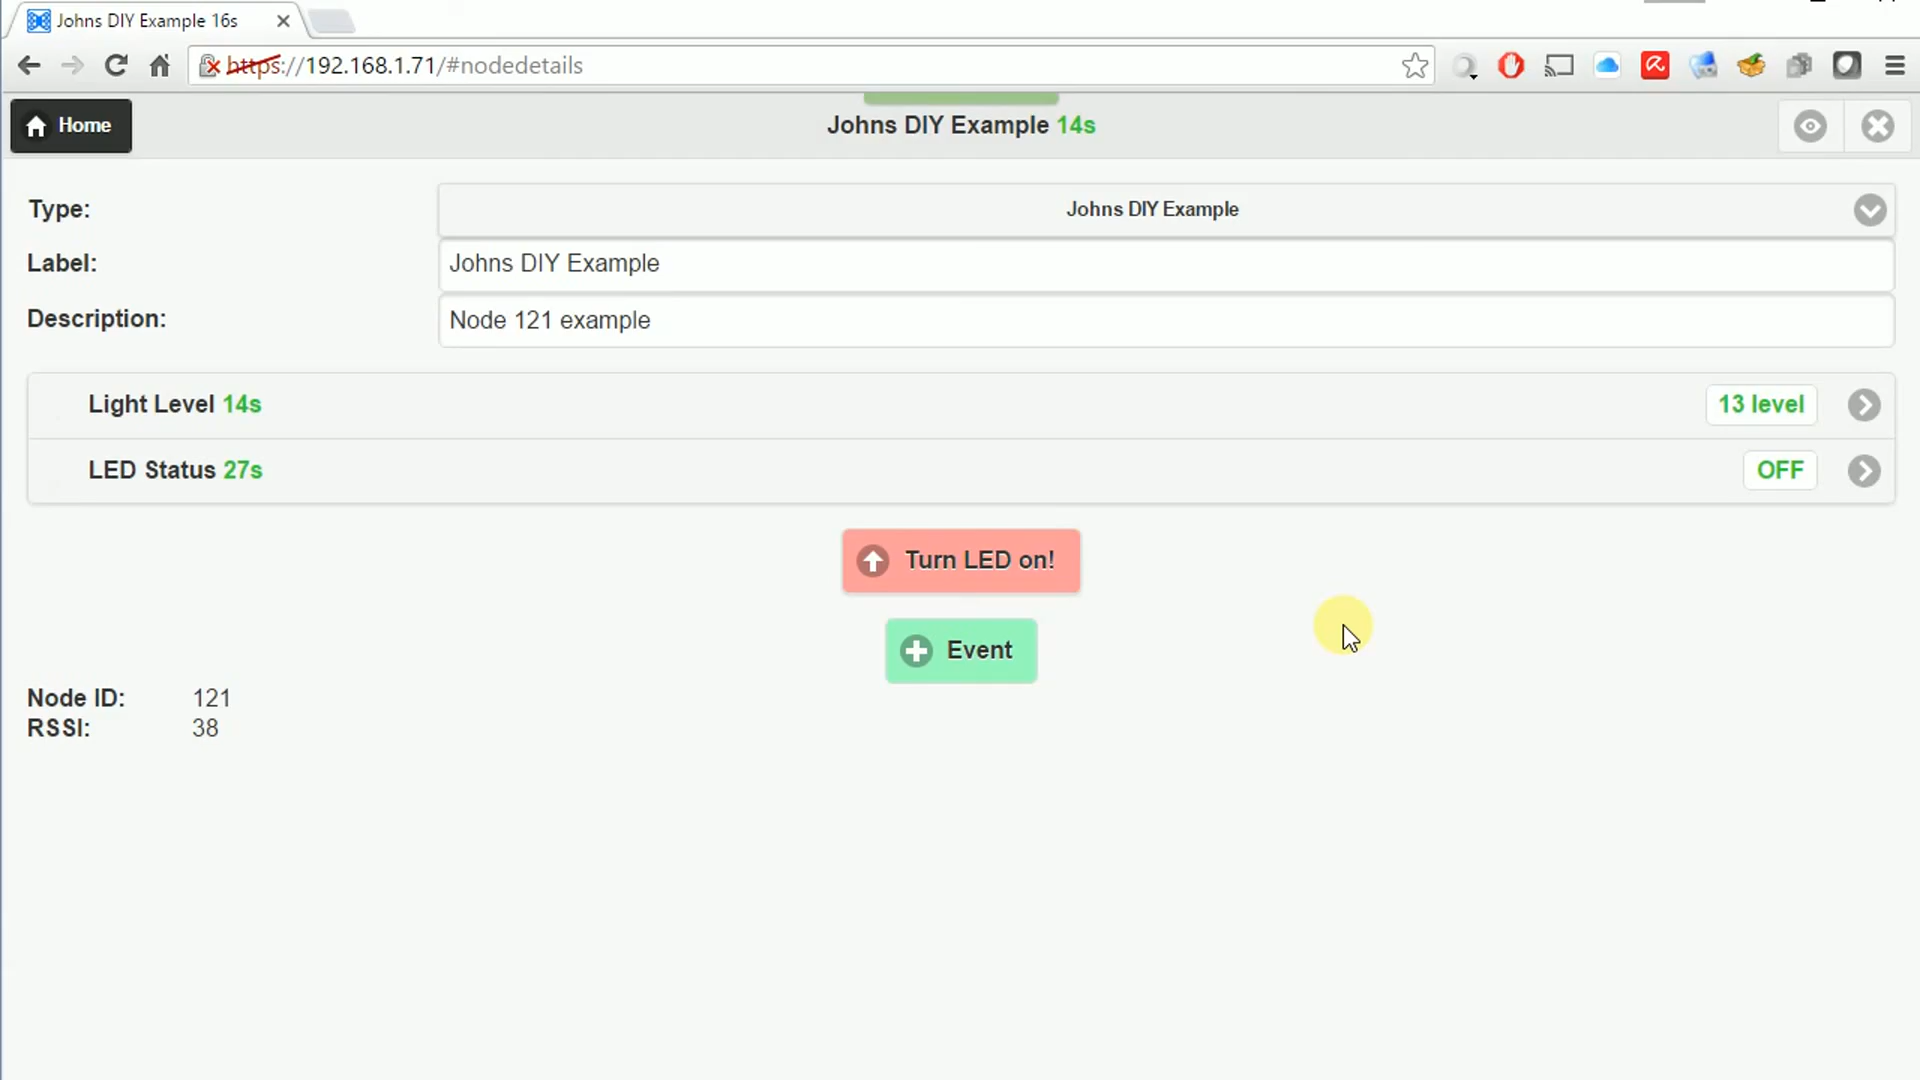 Johns DIY Example 16s
https://192.168.1.71/#nodedetails
Home
Johns DIY Example 14s
Type:
Johns DIY Example
Label:
Johns DIY Example
Description:
Node 121 example
Light Level 14s
13 level
LED Status 27s
OFF
Turn LED on!
Event
Node ID: 121
RSSI: 38